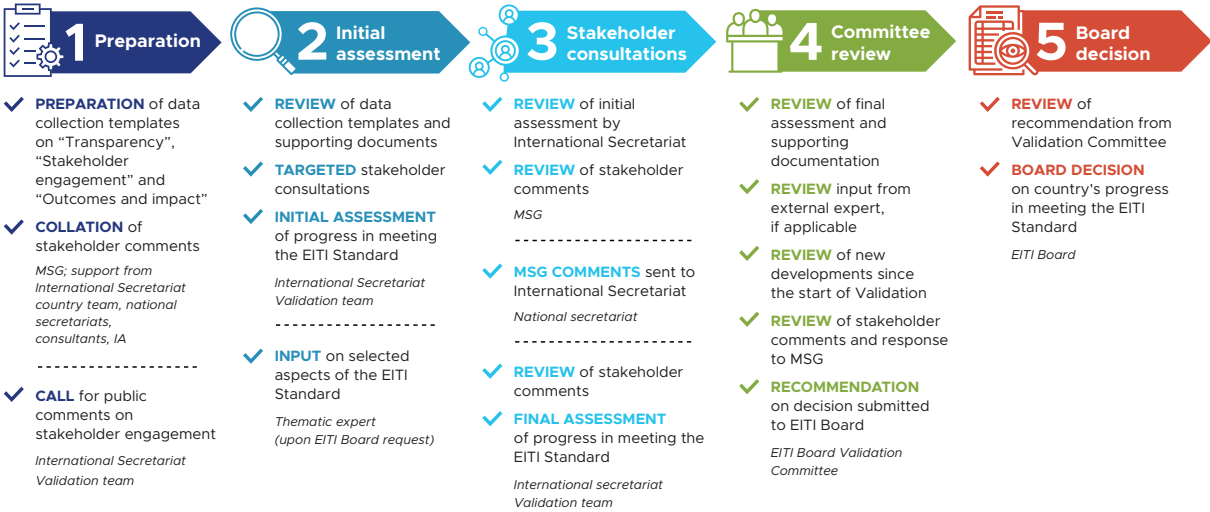 1 Preparation
PREPARATION of data
collection templates
on “Transparency”,
“Stakeholder
engagement” and
“Outcomes and impact”
COLLATION of
stakeholder comments
MSG; support from
International Secretariat
country team, national
secretariats,
consultants, IA
CALL for public
comments on
stakeholder engagement
International Secretariat
Validation team
2 Initial
assessment
REVIEW of data
collection templates and
supporting documents
TARGETED stakeholder
consultations
INITIAL ASSESSMENT
of progress in meeting
the EITI Standard
International Secretariat
Validation team
INPUT on selected
aspects of the EITI
Standard
Thematic expert
(upon EITI Board request)
3 Stakeholder
consultations
REVIEW of initial
assessment by
International Secretariat
REVIEW of stakeholder
comments
MSG
MSG COMMENTS sent to
International Secretariat
National secretariat
REVIEW of stakeholder
comments
FINAL ASSESSMENT
of progress in meeting the
EITI Standard
International secretariat
Validation team
4 Committee
review
REVIEW of final
assessment and
supporting
documentation
REVIEW input from
external expert,
if applicable
REVIEW of new
developments since
the start of Validation
REVIEW of stakeholder
comments and response
to MSG
RECOMMENDATION
on decision submitted
to EITI Board
EITI Board Validation
Committee
5 Board
decision
REVIEW of
recommendation from
Validation Committee
BOARD DECISION
on country's progress
in meeting the EITI
Standard
EITI Board